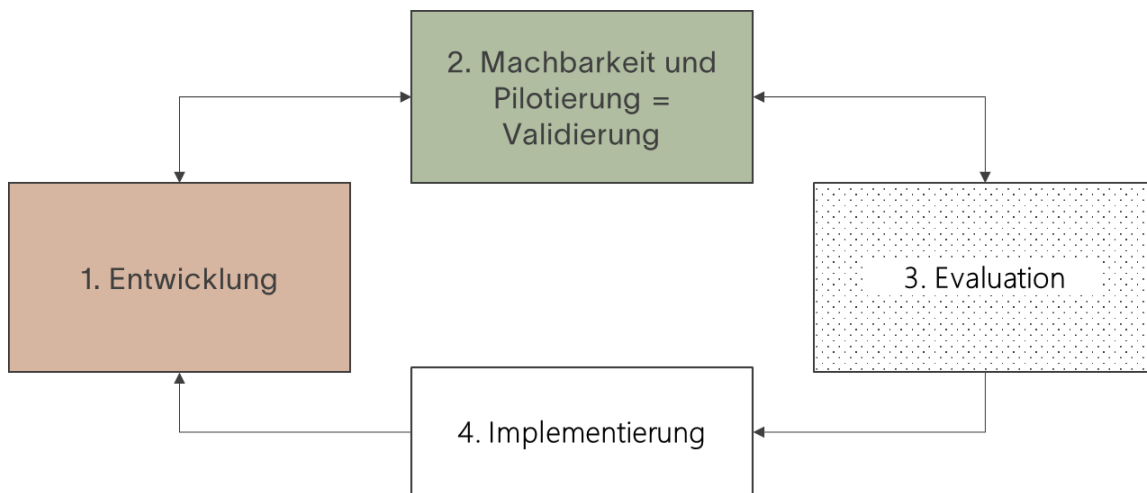 2. Machbarkeit und
Pilotierung =
Validierung
1. Entwicklung
3. Evaluation
4. Implementierung